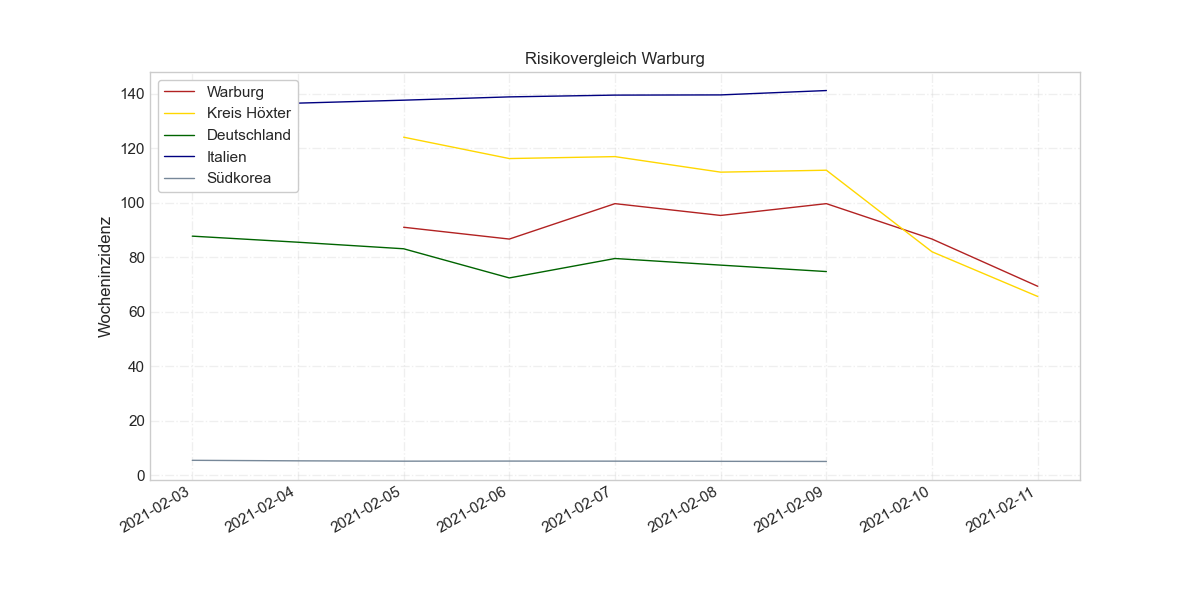 Risikovergleich Warburg
Warburg
Kreis Höxter
Deutschland
Italien
Südkorea
Wocheninzidenz
140
120
100
80
60
40
20
0
2021-02-03
2021-02-04
2021-02-05
2021-02-06
2021-02-07
2021-02-08
2021-02-09
2021-02-10
2021-02-11